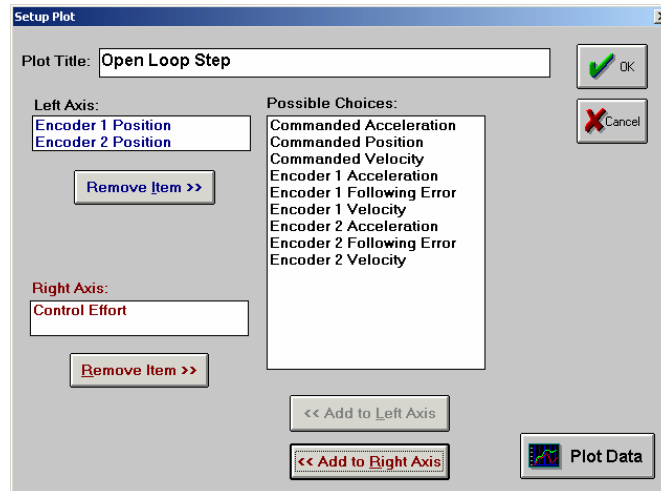 Setup Plot
Plot Title: Open Loop Step
OK
Cancel
Left Axis:
Encoder 1 Position
Encoder 2 Position
Remove Item >>
Possible Choices:
Commanded Acceleration
Commanded Position
Commanded Velocity
Encoder 1 Acceleration
Encoder 1 Following Error
Encoder 1 Velocity
Encoder 2 Acceleration
Encoder 2 Following Error
Encoder 2 Velocity
Right Axis:
Control Effort
Remove Item >>
<< Add to Left Axis
<< Add to Right Axis
Plot Data